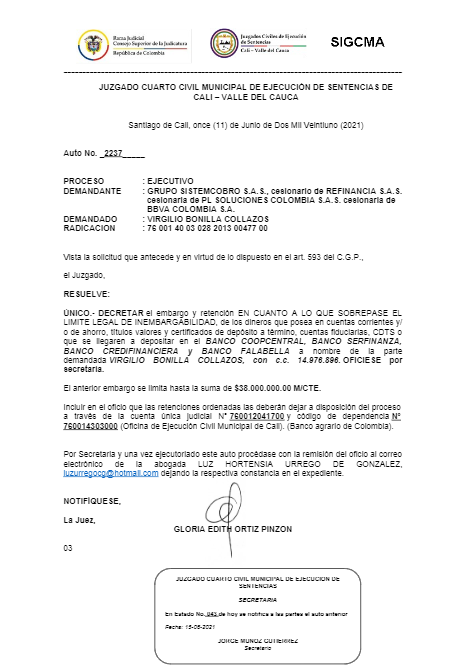 Rama Judicial
Consejo Superior de la Judicatura
República de Colombia
Juzgados Civiles de Ejecución
de Sentencias
Cali - Valle del Cauca
SIGCMA
JUZGADO CUARTO CIVIL MUNICIPAL DE EJECUCIÓN DE SENTENCIAS DE
CALI – VALLE DEL CAUCA
Santiago de Cali, once (11) de Junio de Dos Mil Veintiuno (2021)
Auto No. _2237_____
PROCESO : EJECUTIVO
DEMANDANTE : GRUPO SISTEMCOBRO S.A.S., cesionario de REFINANCIA S.A.S.
cesionaria de PL SOLUCIONES COLOMBIA S.A.S. cesionaria de
BBVA COLOMBIA S.A.
DEMANDADO : VIRGILIO BONILLA COLLAZOS
RADICACION : 76 001 40 03 028 2013 00477 00
Vista la solicitud que antecede y en virtud de lo dispuesto en el art. 593 del C.G.P.,
el Juzgado,
RESUELVE:
ÚNICO.- DECRETAR el embargo y retención EN CUANTO A LO QUE SOBREPASE EL
LIMITE LEGAL DE INEMBARGABILIDAD, de los dineros que posea en cuentas corrientes y/
o de ahorro, títulos valores y certificados de depósito a término, cuentas fiduciarias, CDTS o
que se llegaren a depositar en el BANCO COOPCENTRAL, BANCO SERFINANZA,
BANCO CREDIFINANCIERA y BANCO FALABELLA a nombre de la parte
demandada VIRGILIO BONILLA COLLAZOS, con c.c. 14.976.896. OFICIESE por
secretaria.
El anterior embargo se limita hasta la suma de $38.000.000.00 M/CTE.
Incluir en el oficio que las retenciones ordenadas las deberán dejar a disposición del proceso
a través de la cuenta única judicial N° 760012041700 y código de dependencia N°
760014303000 (Oficina de Ejecución Civil Municipal de Cali). (Banco agrario de Colombia).
Por Secretaria y una vez ejecutoriado este auto procédase con la remisión del oficio al correo
electrónico de la abogada LUZ HORTENSIA URREGO DE GONZALEZ,
luzurregocg@hotmail.com dejando la respectiva constancia en el expediente.
NOTIFÍQUESE,
La Juez,
GLORIA EDITH ORTIZ PINZON
03
JUZGADO CUARTO CIVIL MUNICIPAL DE EJECUCION DE
SENTENCIAS
SECRETARIA
En Estado No. 043 de hoy se notifica a las partes el auto anterior
Fecha: 15-06-2021
JORGE MUÑOZ GUTIERREZ
Secretario